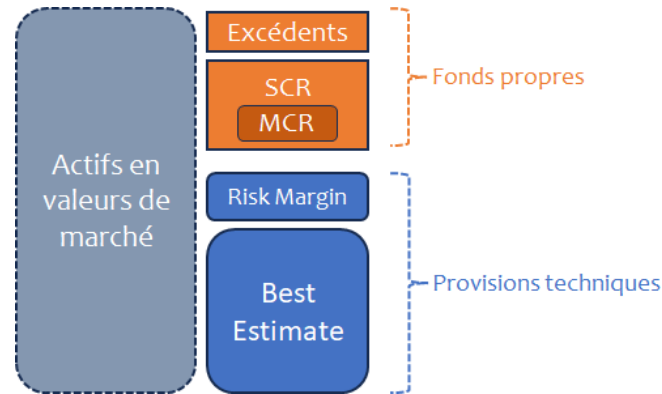 Actifs en
valeurs de
marché
Excédents
SCR
MCR
Fonds propres
Risk Margin
Best
Estimate
Provisions techniques